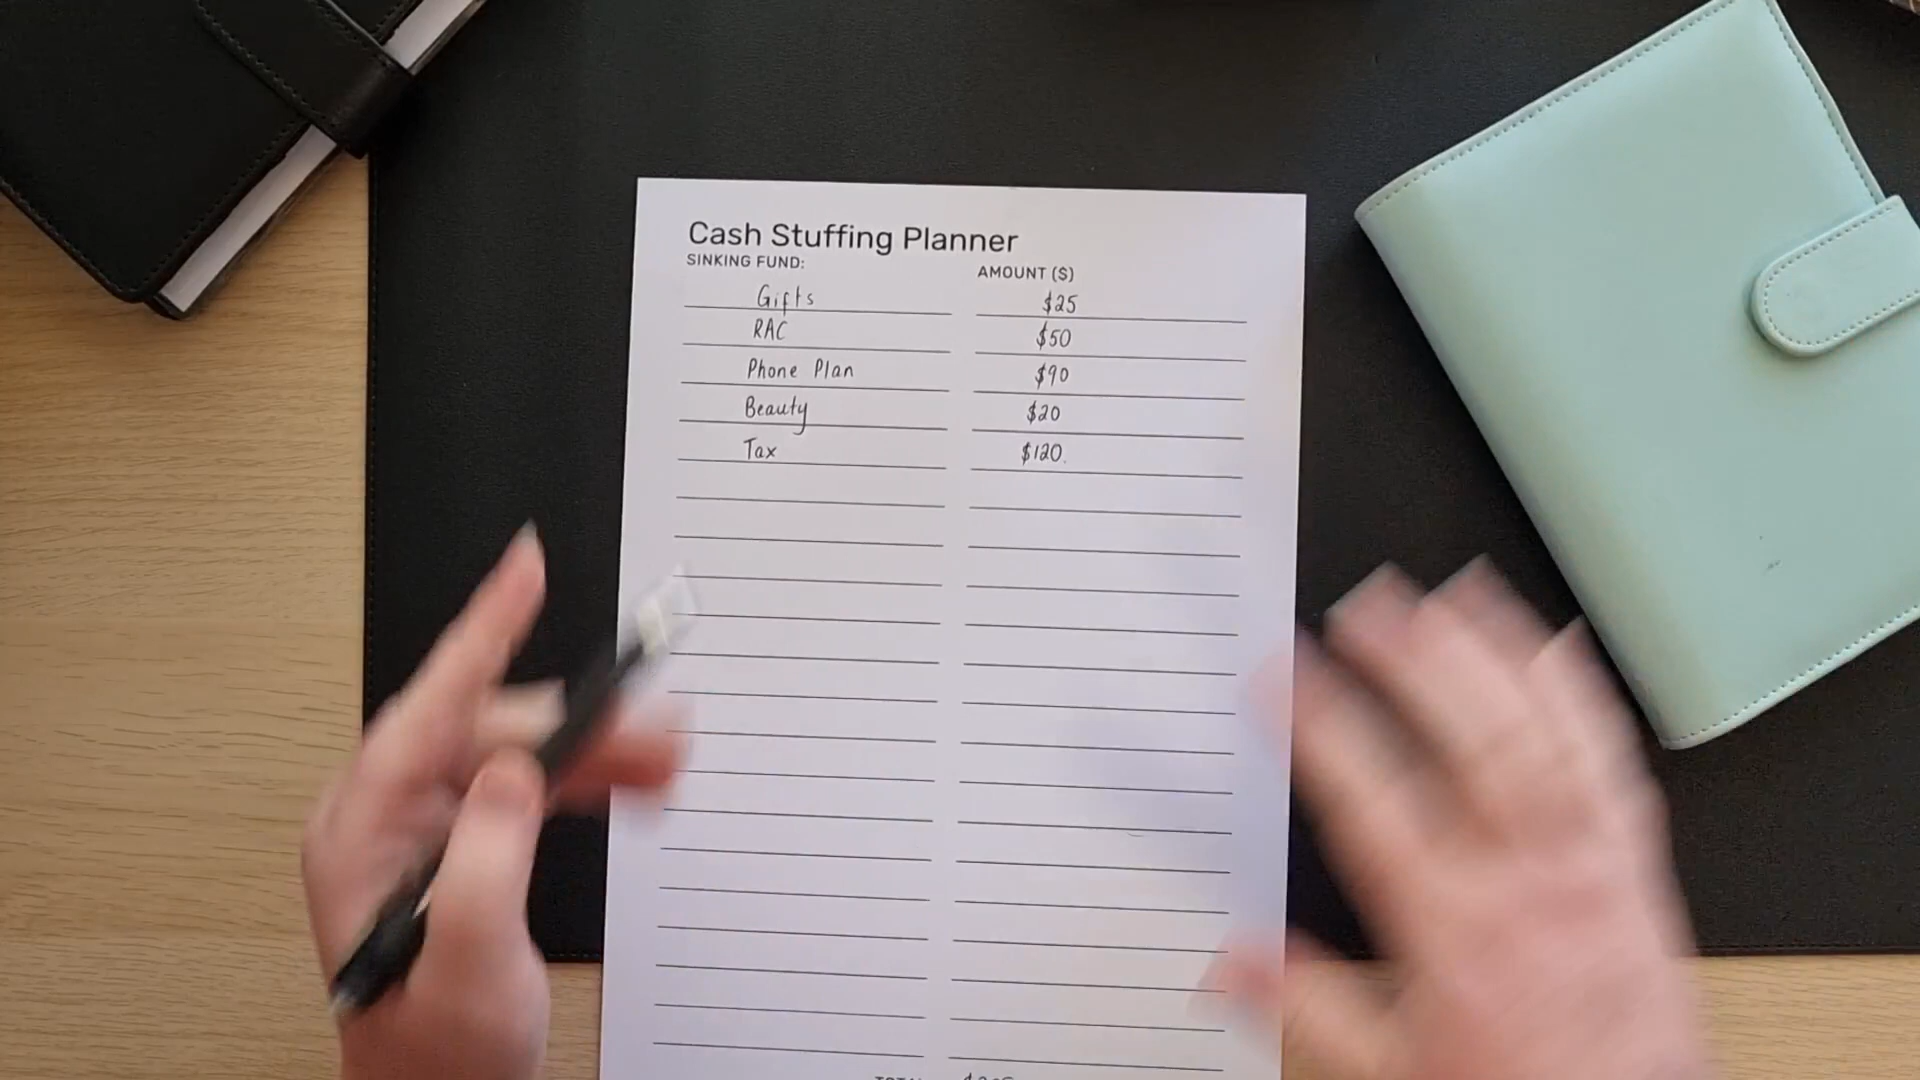 Cash Stuffing Planner
SINKING FUND: AMOUNT ($)
Gifts $25
RAC $50
Phone Plan $90
Beauty $20
Tax $120.